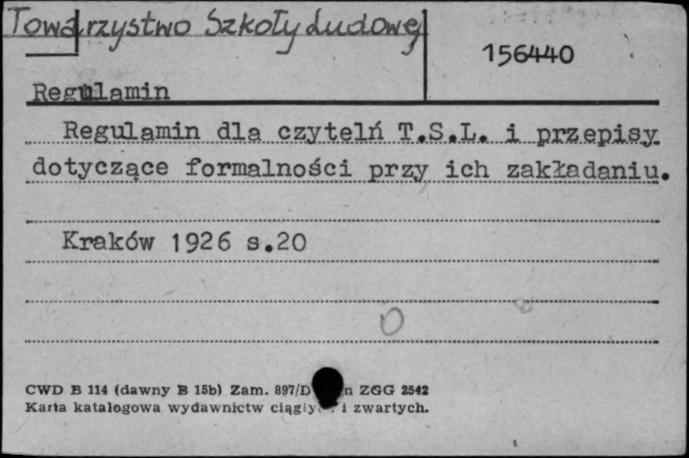 Towarzystwo Szkoły Ludowej
156440
Regulamin
Regulamin dla czytelń T.S.L. i przepisy
dotyczące formalności przy ich zakładaniu.
Kraków 1926 s.20
O
CWD B 114 (dawny B 15b) Zam. 897/D n ZGG 2542
Karta katalogowa wydawnictw i zwartych.